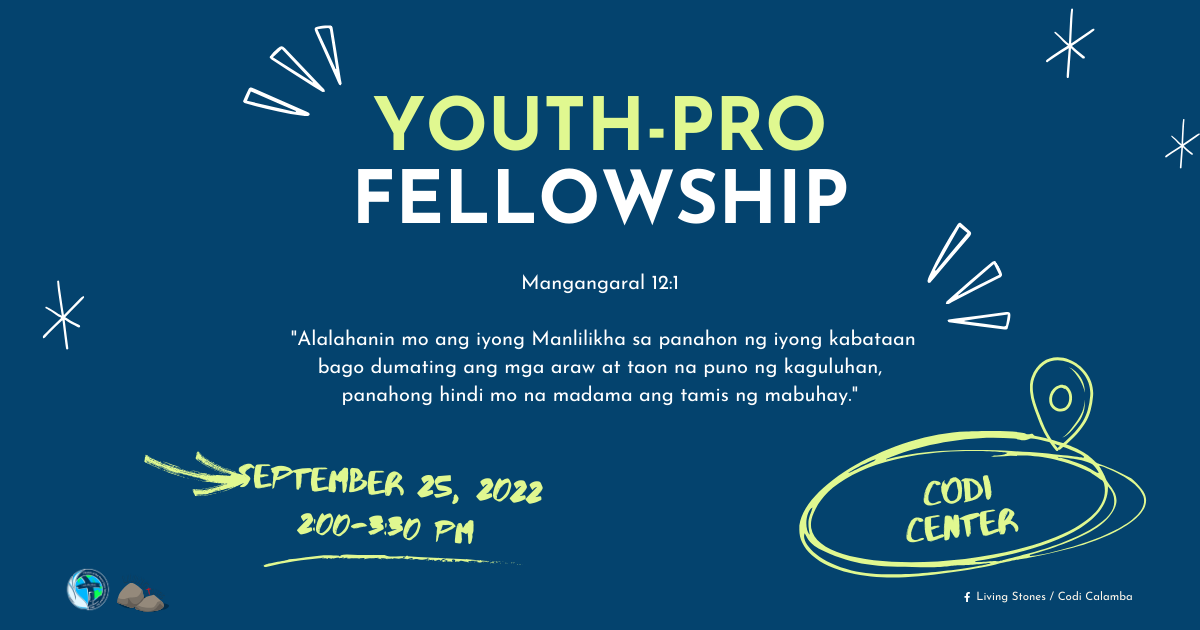 YOUTH-PRO
FELLOWSHIP
Mangangaral 12:1
"Alalahanin mo ang iyong Manlilikha sa panahon ng iyong kabataan
bago dumating ang mga araw at taon na puno ng kaguluhan,
panahong hindi mo na madama ang tamis ng mabuhay."
SEPTEMBER 25, 2022
2:00-3:30 PM
CODI
CENTER
Living Stones / Codi Calamba